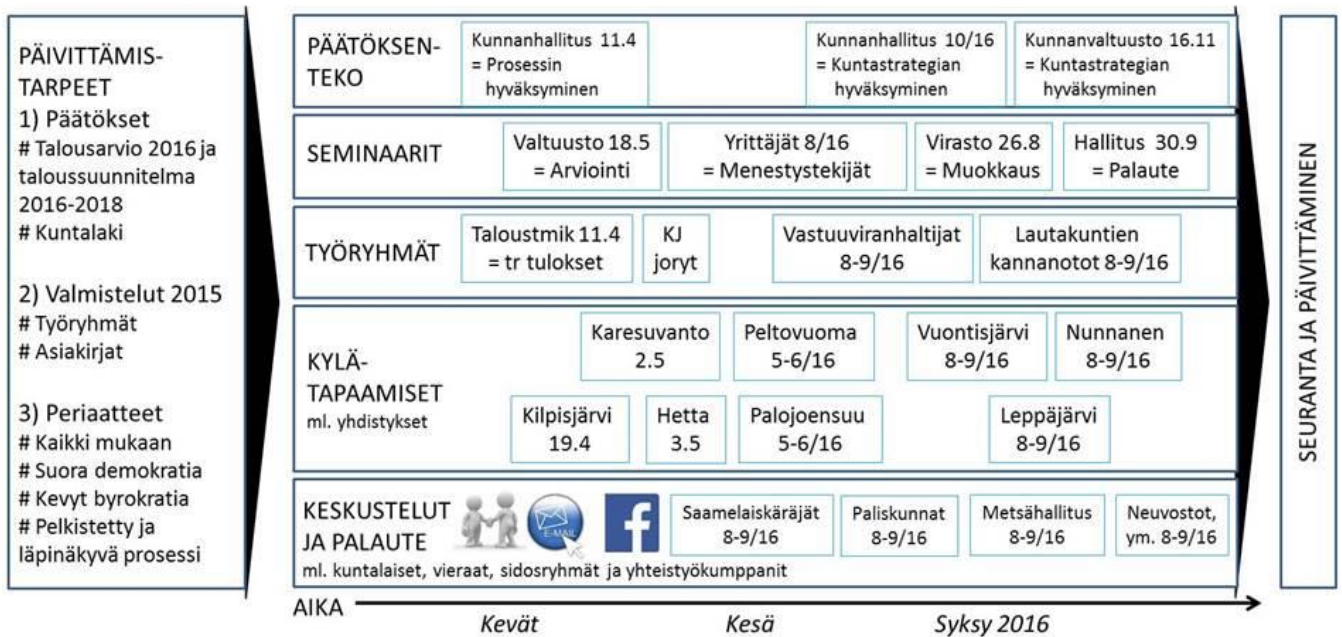 PÄIVITTÄMIS-
TARPEET
1) Päätökset
# Talousarvio 2016 ja
taloussuunnitelma
2016-2018
# Kuntalaki
2) Valmistelut 2015
# Työryhmät
# Asiakirjat
3) Periaatteet
# Kaikki mukaan
# Suora demokratia
# Kevyt byrokratia
# Pelkistetty ja
läpinäkyvä prosessi
PÄÄTÖKSEN-
TEKO
Kunnanhallitus 11.4
= Prosessin
hyväksyminen
Kunnanhallitus 10/16
= Kuntastrategian
hyväksyminen
Kunnanvaltuusto 16.11
= Kuntastrategian
hyväksyminen
SEMINAARIT
Valtuusto 18.5
= Arviointi
Yrittäjät 8/16
= Menestystekijät
Virasto 26.8
= Muokkaus
Hallitus 30.9
= Palaute
TYÖRYHMÄT
Taloustmik 11.4
= tr tulokset
KJ
joryt
Vastuuviranhaltijat
8-9/16
Lautakuntien
kannanotot 8-9/16
KYLÄ-
TAPAAMISET
ml. yhdistykset
Karesuvanto
2.5
Peltovuoma
5-6/16
Vuontisjärvi
8-9/16
Nunnanen
8-9/16
Kilpisjärvi
19.4
Hetta
3.5
Palojoensuu
5-6/16
Leppäjärvi
8-9/16
KESKUSTELUT
JA PALAUTE
E-MAIL
f
Saamelaiskäräjät
8-9/16
Paliskunnat
8-9/16
Metsähallitus
8-9/16
Neuvostot,
ym. 8-9/16
ml. kuntalaiset, vieraat, sidosryhmät ja yhteistyökumppanit
AIKA
Kevät
Kesä
Syksy 2016
SEURANTA JA PÄIVITTÄMINEN